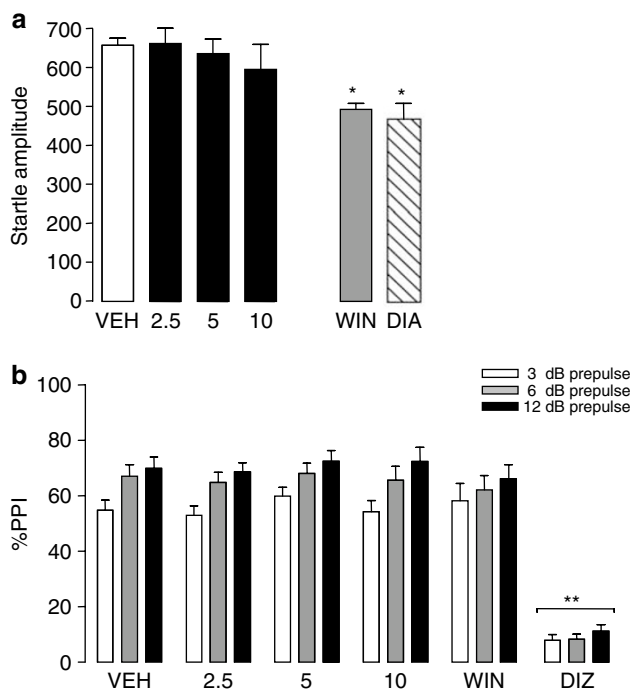 a
700
600
500
400
300
200
100
0
Startle amplitude
* *
VEH 2.5 5 10 WIN DIA
b
3 dB prepulse
6 dB prepulse
12 dB prepulse
100
80
60
40
20
0
%PPI
**
VEH 2.5 5 10 WIN DIZ